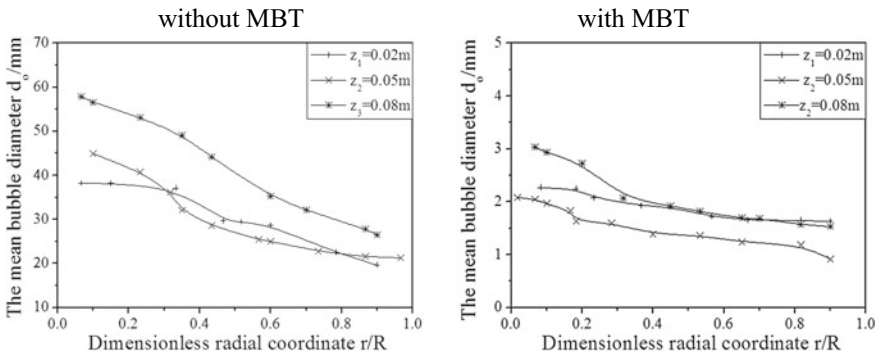 without MBT
with MBT
70
60
50
40
30
20
10
The mean bubble diameter do/mm
z1=0.02m
z2=0.05m
z3=0.08m
0.0 0.2 0.4 0.6 0.8 1.0
Dimensionless radial coordinate r/R
5
4
3
2
1
0
The mean bubble diameter do/mm
z1=0.02m
z2=0.05m
z2=0.08m
0.0 0.2 0.4 0.6 0.8 1.0
Dimensionless radial coordinate r/R